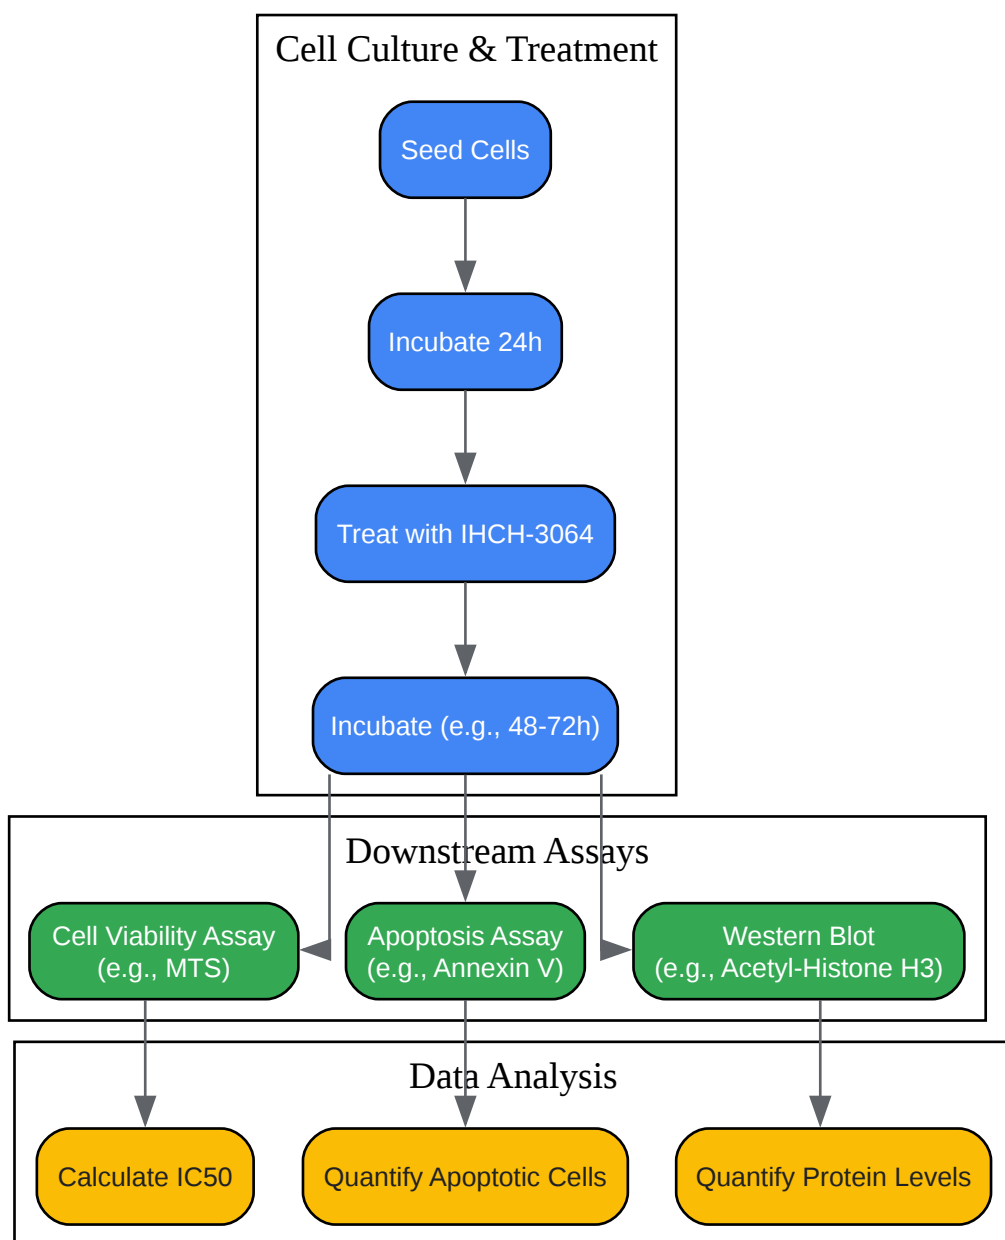 Cell Culture & Treatment
Seed Cells
Incubate 24h
Treat with IHCH-3064
Incubate (e.g., 48-72h)
Downstream Assays
Cell Viability Assay
(e.g., MTS)
Apoptosis Assay
(e.g., Annexin V)
Western Blot
(e.g., Acetyl-Histone H3)
Data Analysis
Calculate IC50
Quantify Apoptotic Cells
Quantify Protein Levels